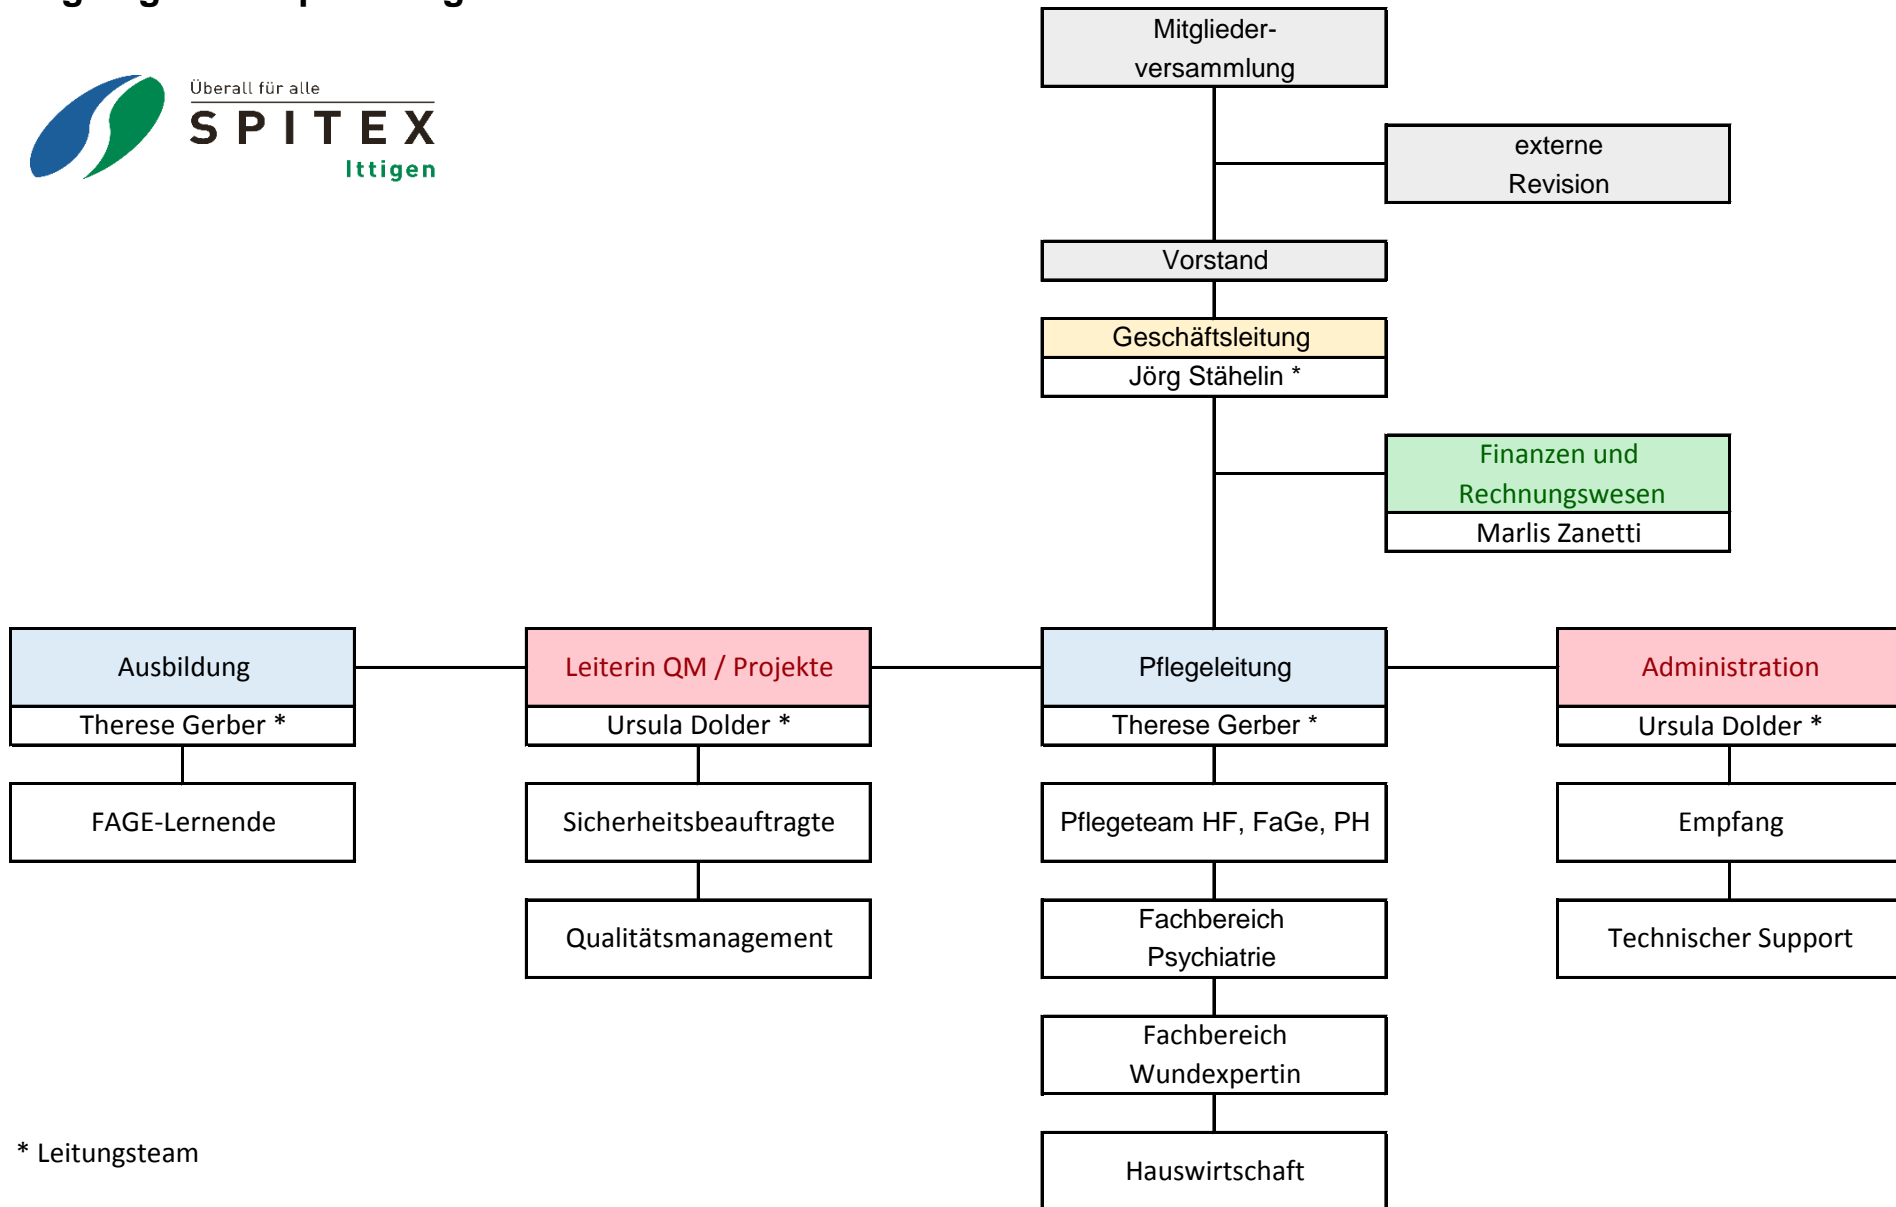 Mitglieder-
versammlung
Überall für alle
SPITEX
Ittigen
externe
Revision
Vorstand
Geschäftsleitung
Jörg Stähelin *
Finanzen und
Rechnungswesen
Marlis Zanetti
Ausbildung
Therese Gerber *
FAGE-Lernende
Leiterin QM / Projekte
Ursula Dolder *
Sicherheitsbeauftragte
Qualitätsmanagement
Pflegeleitung
Therese Gerber *
Pflegeteam HF, FaGe, PH
Fachbereich
Psychiatrie
Fachbereich
Wundexpertin
Hauswirtschaft
Administration
Ursula Dolder *
Empfang
Technischer Support
* Leitungsteam